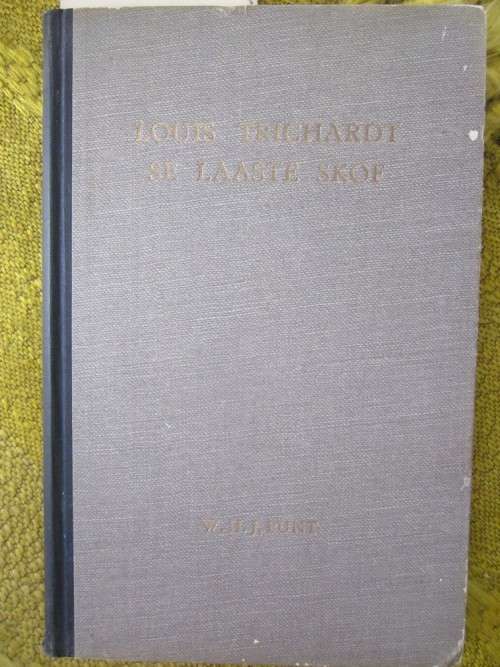 LOUIS TRICHARDT
SE LAASTE SKOF
W.H.J. PUNT